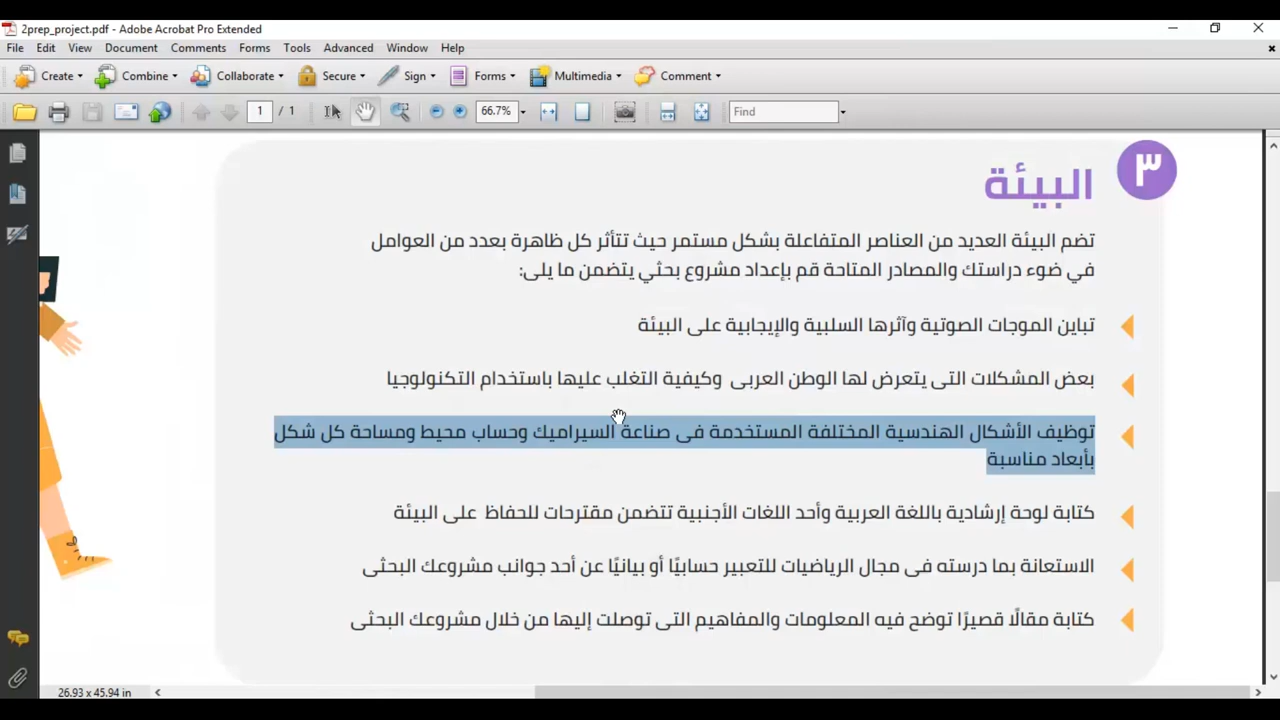 2prep_project.pdf - Adobe Acrobat Pro Extended
File Edit View Document Comments Forms Tools Advanced Window Help
Create Combine Collaborate Secure Sign Forms Multimedia Comment
1 / 1 66.7% Find
٣
البيئة
تضم البيئة العديد من العناصر المتفاعلة بشكل مستمر حيث تتأثر كل ظاهرة بعدد من العوامل
في ضوء دراستك والمصادر المتاحة قم بإعداد مشروع بحثي يتضمن ما يلى:
تباين الموجات الصوتية وآثرها السلبية والإيجابية على البيئة
بعض المشكلات التى يتعرض لها الوطن العربى وكيفية التغلب عليها باستخدام التكنولوجيا
توظيف الأشكال الهندسية المختلفة المستخدمة فى صناعة السيراميك وحساب محيط ومساحة كل شكل
بأبعاد مناسبة
كتابة لوحة إرشادية باللغة العربية وأحد اللغات الأجنبية تتضمن مقترحات للحفاظ على البيئة
الاستعانة بما درسته فى مجال الرياضيات للتعبير حسابيًا أو بيانيًا عن أحد جوانب مشروعك البحثى
كتابة مقالًا قصيرًا توضح فيه المعلومات والمفاهيم التى توصلت إليها من خلال مشروعك البحثى
26.93 x 45.94 in